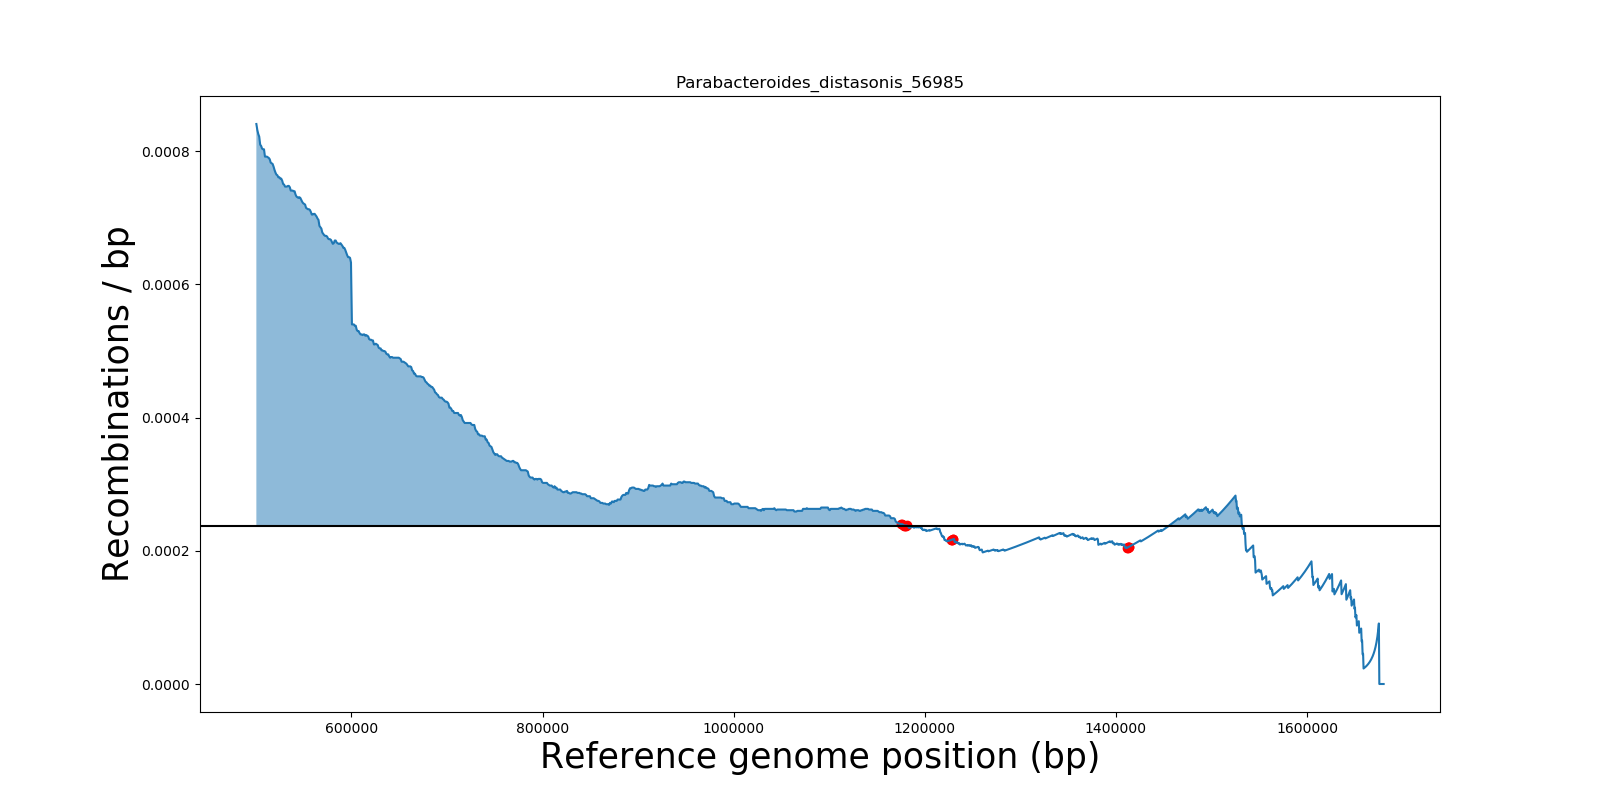 Parabacteroides_distasonis_56985
Recombinations / bp
0.0008
0.0006
0.0004
0.0002
0.0000
600000 800000 1000000 1200000 1400000 1600000
Reference genome position (bp)